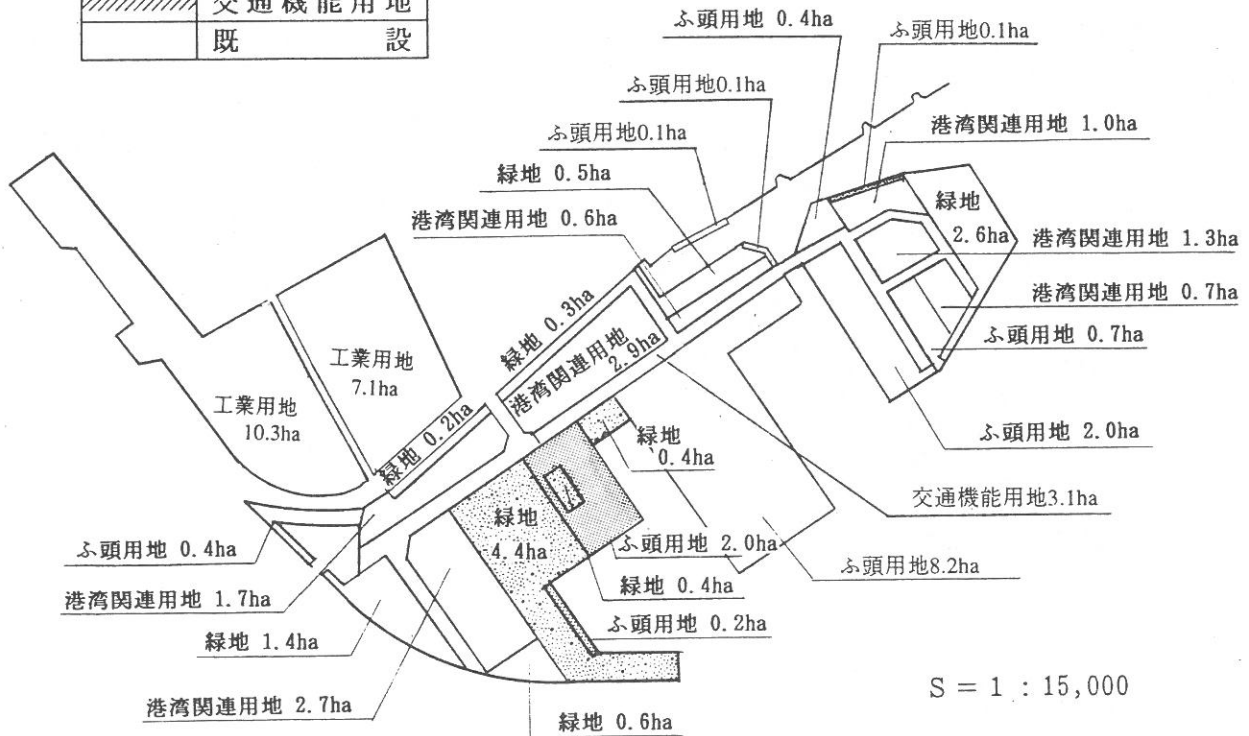 交通機能用地
既 設
ふ頭用地 0.4ha
ふ頭用地0.1ha
ふ頭用地0.1ha
港湾関連用地 1.0ha
ふ頭用地0.1ha
緑地 0.5ha
緑地
2.6ha
港湾関連用地 0.6ha
港湾関連用地 1.3ha
港湾関連用地 0.7ha
緑地 0.3ha
ふ頭用地 0.7ha
港湾関連用地
2.9ha
工業用地
7.1ha
工業用地
10.3ha
緑地 0.2ha
ふ頭用地 2.0ha
緑地
0.4ha
交通機能用地3.1ha
緑地
4.4ha
ふ頭用地 0.4ha
ふ頭用地 2.0ha
ふ頭用地8.2ha
緑地 0.4ha
港湾関連用地 1.7ha
ふ頭用地 0.2ha
緑地 1.4ha
S = 1 : 15,000
港湾関連用地 2.7ha
緑地 0.6ha